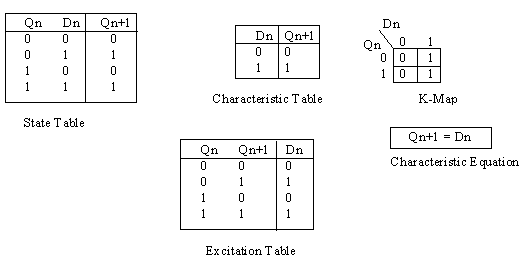 Qn Dn Qn+1
0 0 0
0 1 1
1 0 0
1 1 1
State Table
Dn Qn+1
0 0
1 1
Characteristic Table
Dn
Qn 0 1
0 0 1
1 0 1
K-Map
Qn+1 = Dn
Characteristic Equation
Qn Qn+1 Dn
0 0 0
0 1 1
1 0 0
1 1 1
Excitation Table